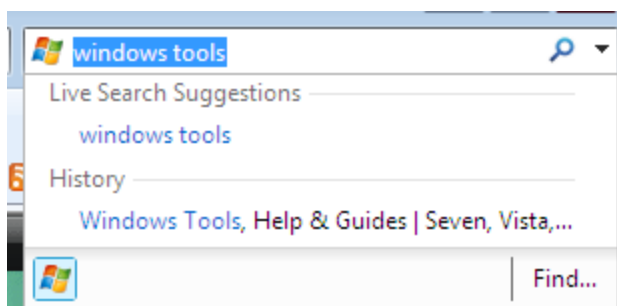 windows tools
Live Search Suggestions
windows tools
History
Windows Tools, Help & Guides | Seven, Vista,...
Find...